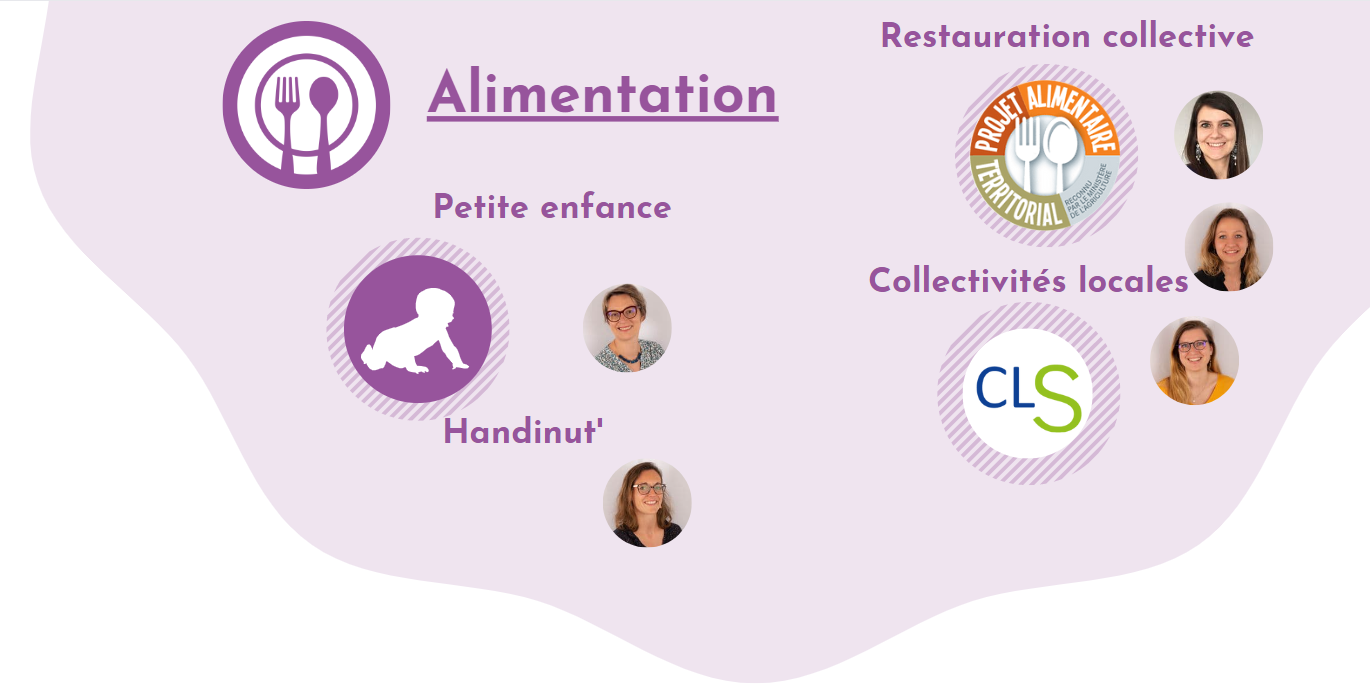 Alimentation
Petite enfance
Handinut'
Restauration collective
PROJET ALIMENTAIRE
TERRITORIAL
RECONNU
PAR LE MINISTÈRE
DE L'AGRICULTURE
Collectivités locales
CLS